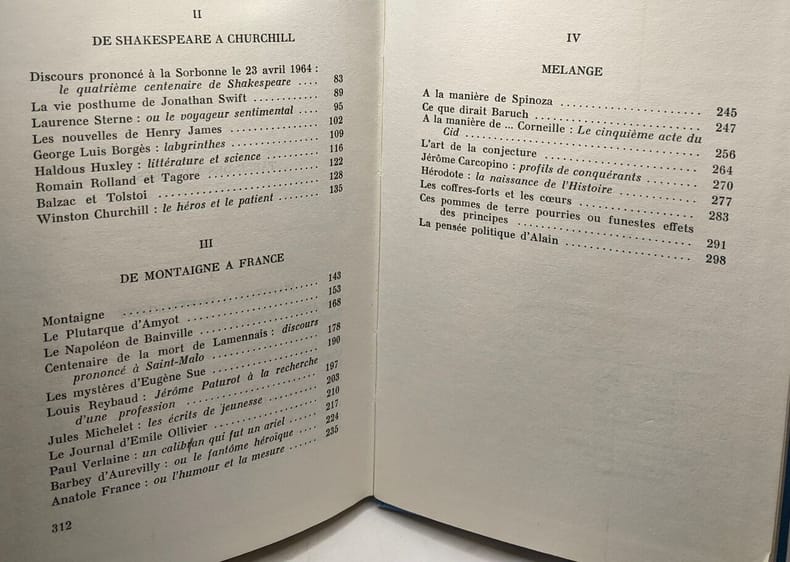 II
DE SHAKESPEARE A CHURCHILL
Discours prononcé à la Sorbonne le 23 avril 1964 :
le quatrième centenaire de Shakespeare .... 83
La vie posthume de Jonathan Swift ............ 89
Laurence Sterne : ou le voyageur sentimental .... 95
Les nouvelles de Henry James ............... 102
George Luis Borgès : labyrinthes ............... 109
Haldous Huxley : littérature et science .......... 116
Romain Rolland et Tagore .................. 122
Balzac et Tolstoi .......................... 128
Winston Churchill : le héros et le patient ........ 135
III
DE MONTAIGNE A FRANCE
Montaigne .............................. 143
Le Plutarque d'Amyot ..................... 153
Le Napoléon de Bainville ................... 168
Centenaire de la mort de Lamennais : discours
prononcé à Saint-Malo .................. 178
Les mystères d'Eugène Sue .................. 190
Louis Reybaud : Jérôme Paturot à la recherche
d'une profession ....................... 197
Jules Michelet : les écrits de jeunesse .......... 203
Le Journal d'Emile Ollivier .................. 210
Paul Verlaine : un caliban qui fut un ariel ...... 217
Barbey d'Aurevilly : ou le fantôme héroïque .... 224
Anatole France : ou l'humour et la mesure ...... 235
312
IV
MELANGE
A la manière de Spinoza .................... 245
Ce que dirait Baruch ...................... 247
A la manière de ... Corneille : Le cinquième acte du
Cid .................................. 256
L'art de la conjecture ...................... 264
Jérôme Carcopino : profils de conquérants ....... 270
Hérodote : la naissance de l'Histoire ............ 277
Les coffres-forts et les cœurs ................. 283
Ces pommes de terre pourries ou funestes effets
des principes .......................... 291
La pensée politique d'Alain .................. 298